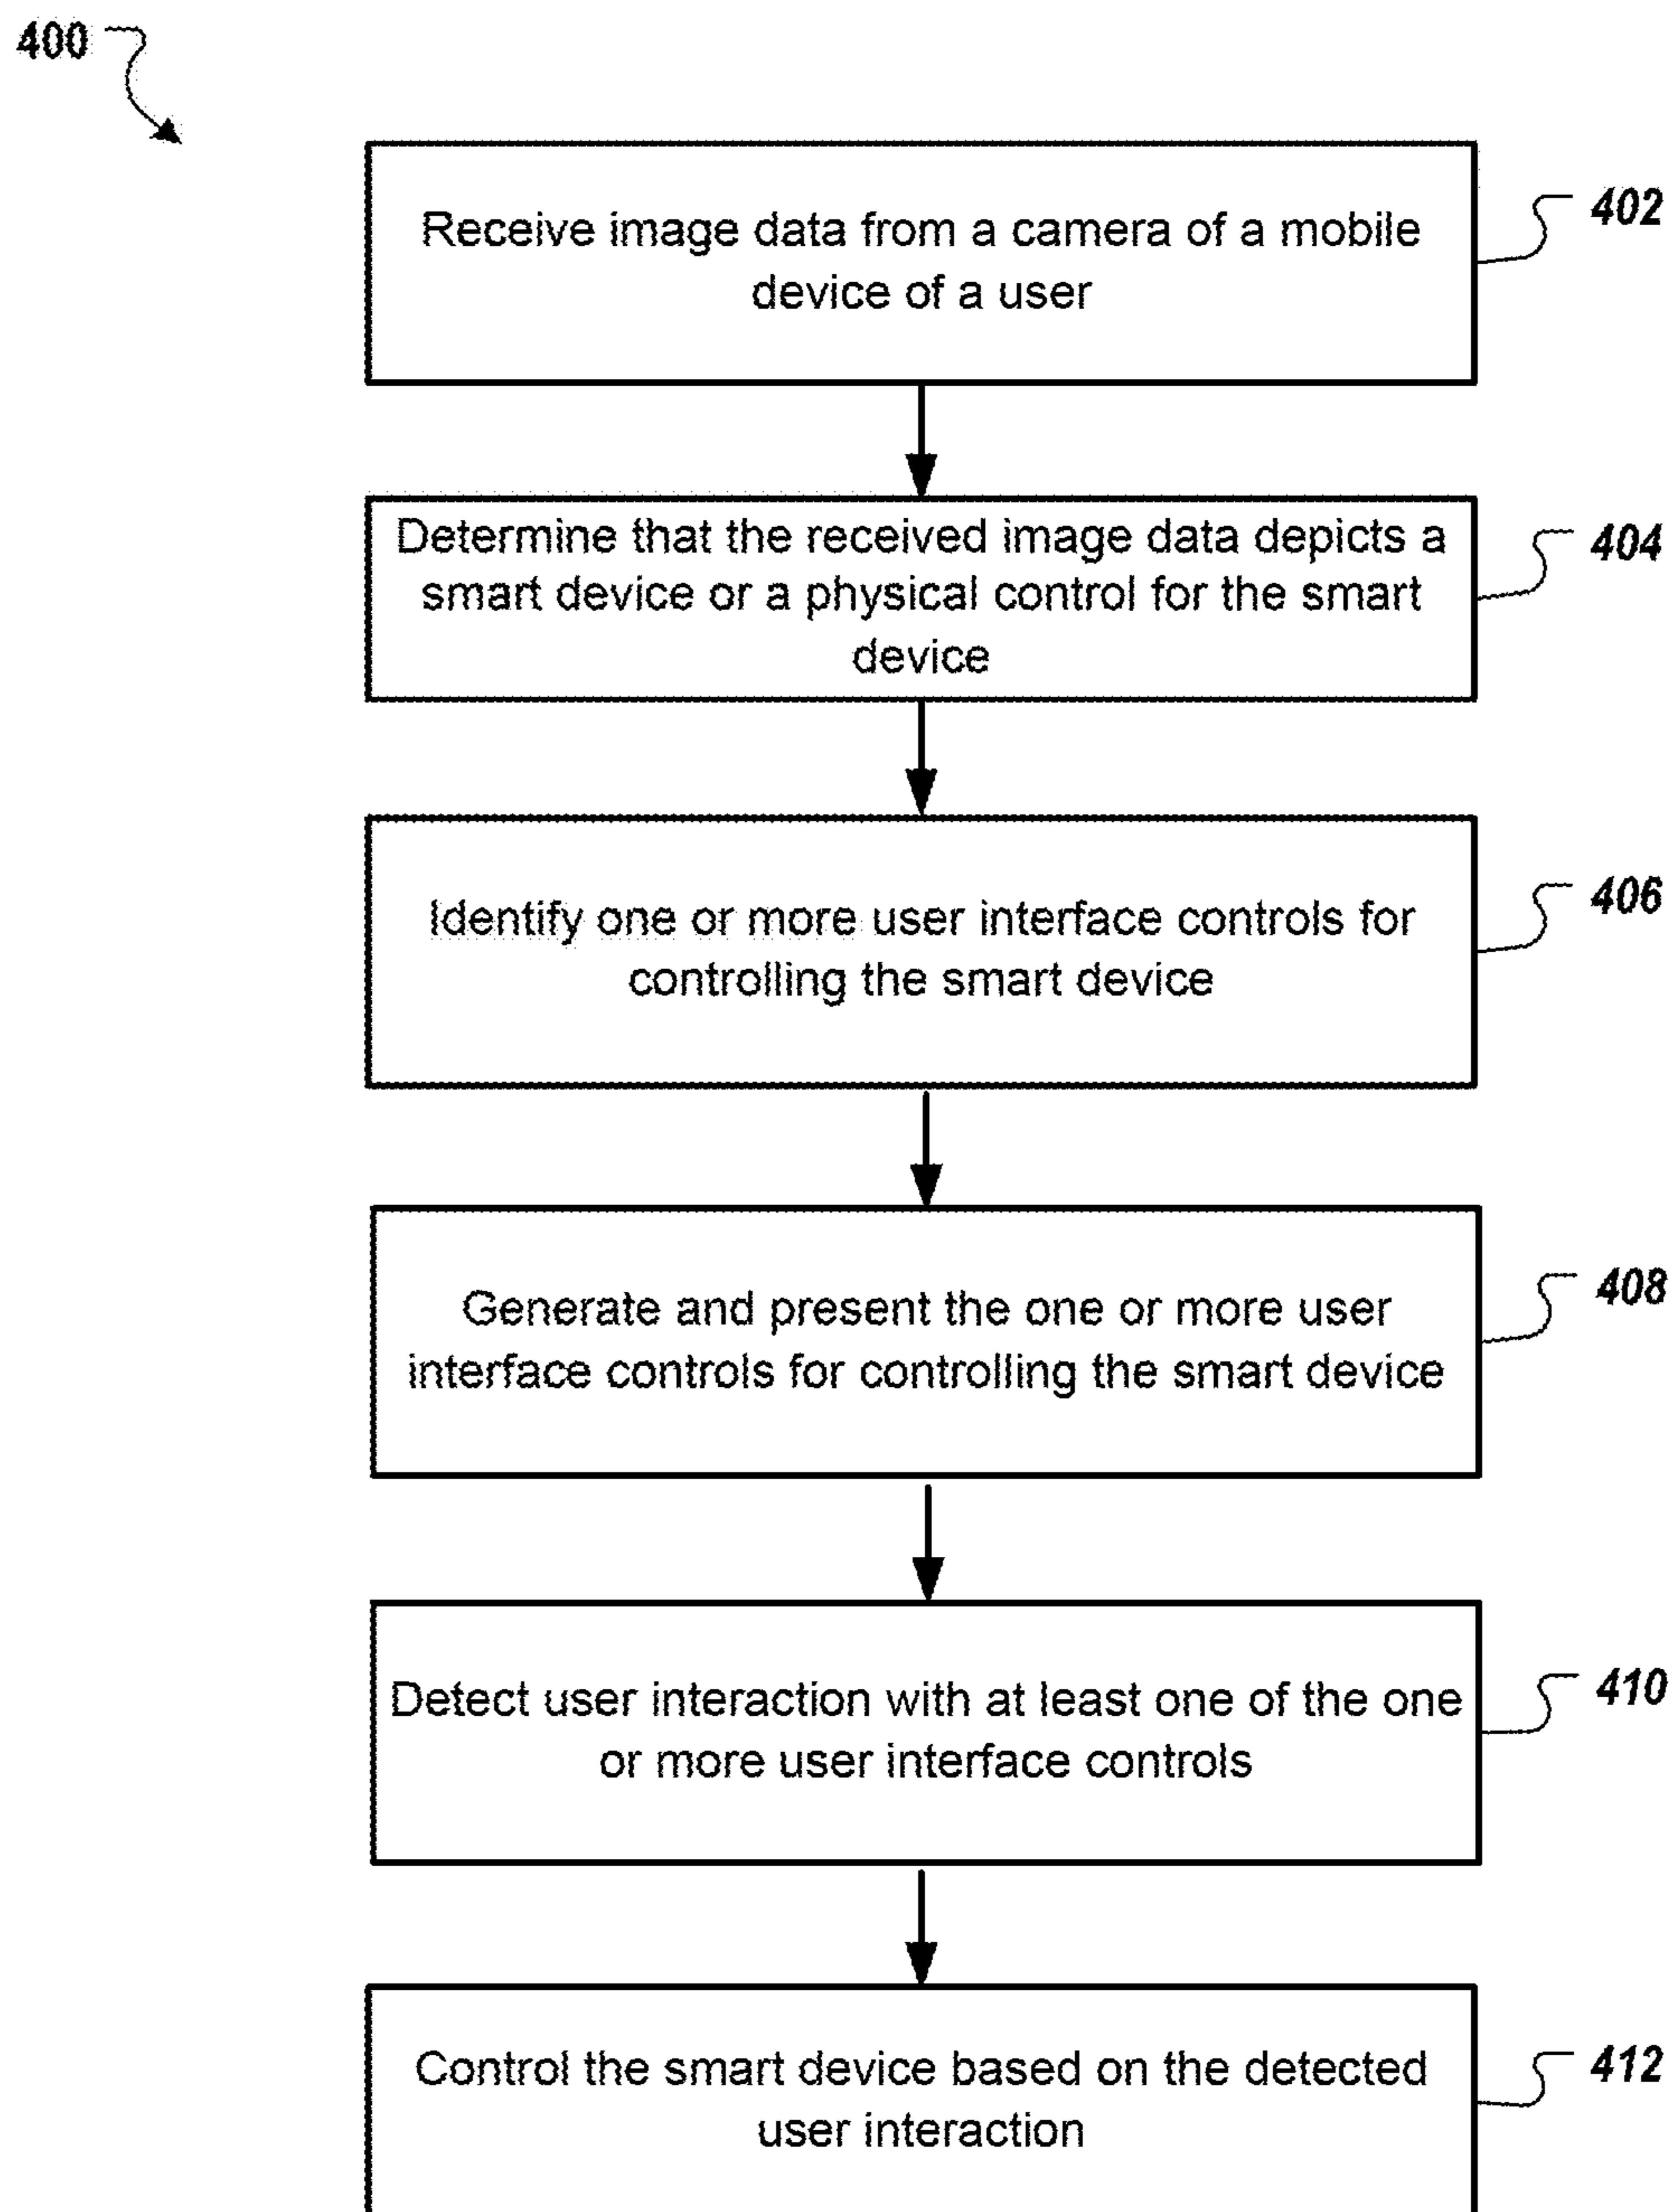 400
Receive image data from a camera of a mobile
device of a user
402
Determine that the received image data depicts a
smart device or a physical control for the smart
device
404
Identify one or more user interface controls for
controlling the smart device
406
Generate and present the one or more user
interface controls for controlling the smart device
408
Detect user interaction with at least one of the one
or more user interface controls
410
Control the smart device based on the detected
user interaction
412